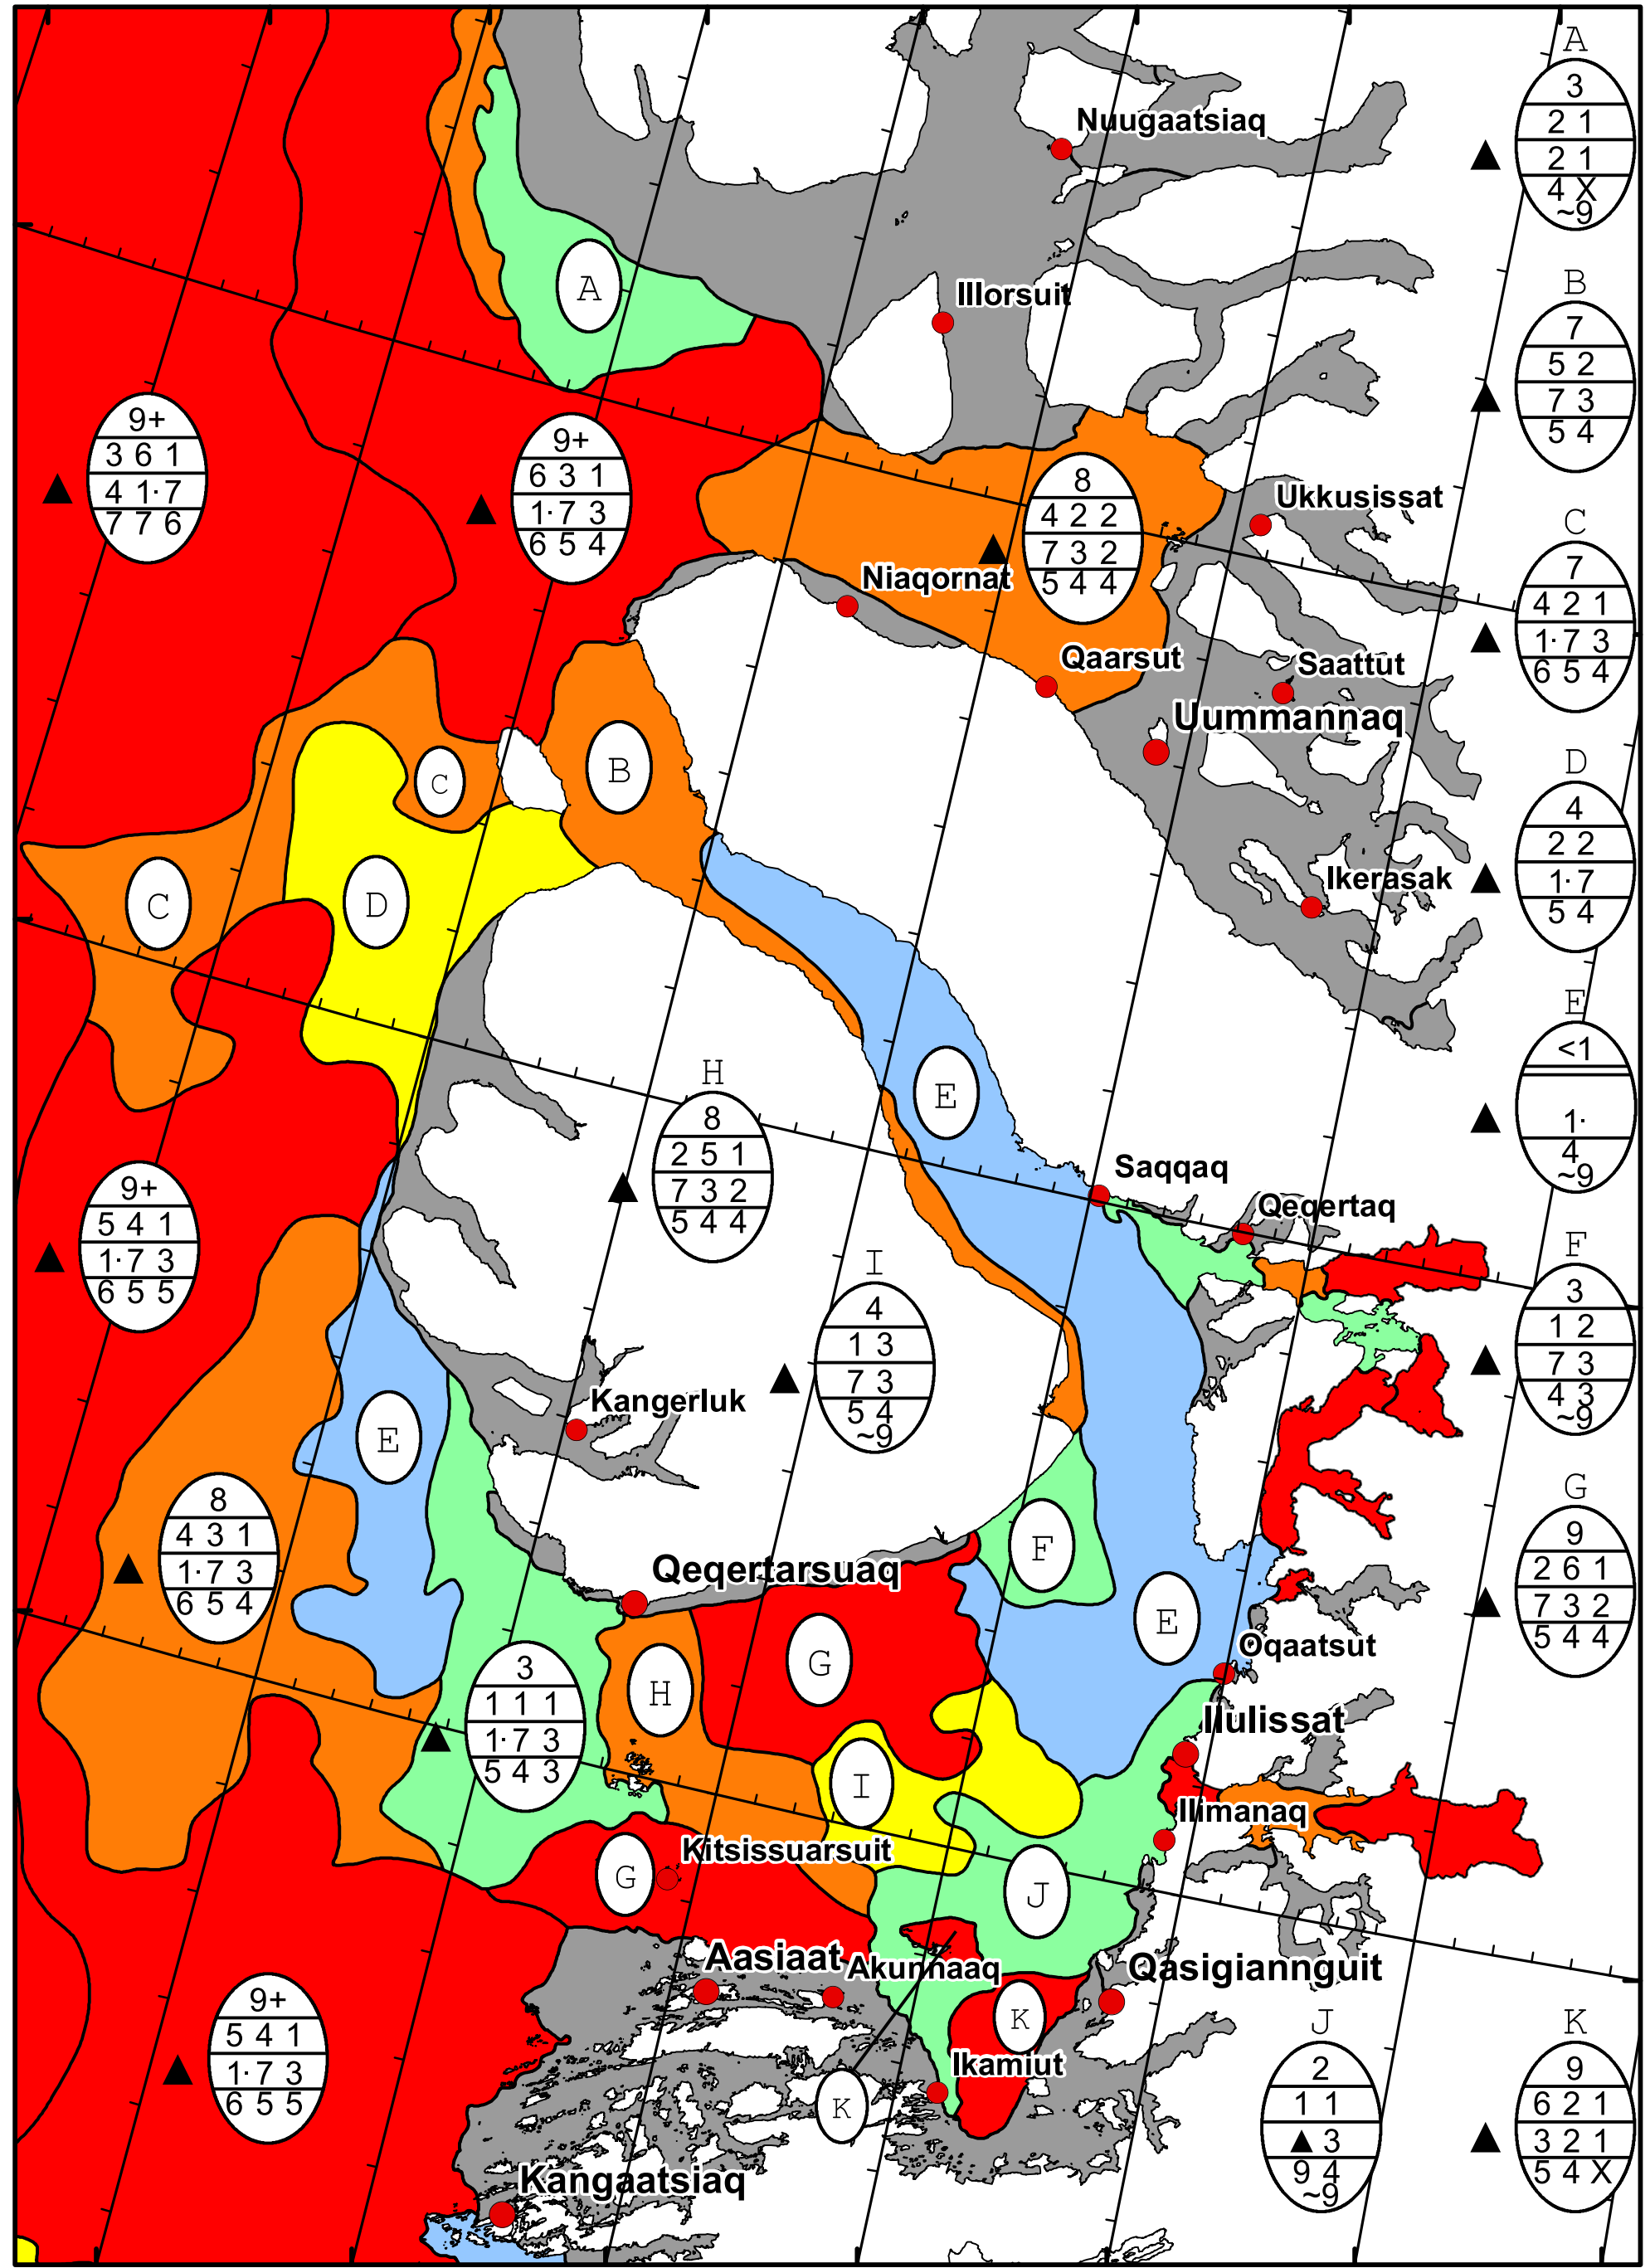 A
3
2 1
2 1
4 X
~9
Nuugaatsiaq
A
Illorsuit
B
7
5 2
7 3
5 4
9+
3 6 1
4 1· 7
7 7 6
9+
6 3 1
1· 7 3
6 5 4
8
4 2 2
7 3 2
5 4 4
Ukkusissat
Niaqornat
C
7
4 2 1
1· 7 3
6 5 4
Qaarsut
Saattut
Uummannaq
B
C
D
4
2 2
1· 7
5 4
C
D
Ikerasak
E
<1
1·
4
~9
E
H
8
2 5 1
7 3 2
5 4 4
Saqqaq
Qeqertaq
9+
5 4 1
1· 7 3
6 5 5
F
3
1 2
7 3
4 3
~9
I
4
1 3
7 3
5 4
~9
Kangerluk
E
8
4 3 1
1· 7 3
6 5 4
F
G
9
2 6 1
7 3 2
5 4 4
Qeqertarsuaq
E
Oqaatsut
G
H
3
1 1 1
1· 7 3
5 4 3
Ilulissat
I
Ilimanaq
Kitsissuarsuit
G
J
Aasiaat
Akunnaaq
Qasigiannguit
9+
5 4 1
1· 7 3
6 5 5
K
Ikamiut
K
J
2
1 1
▲ 3
9 4
~9
K
9
6 2 1
3 2 1
5 4 X
Kangaatsiaq